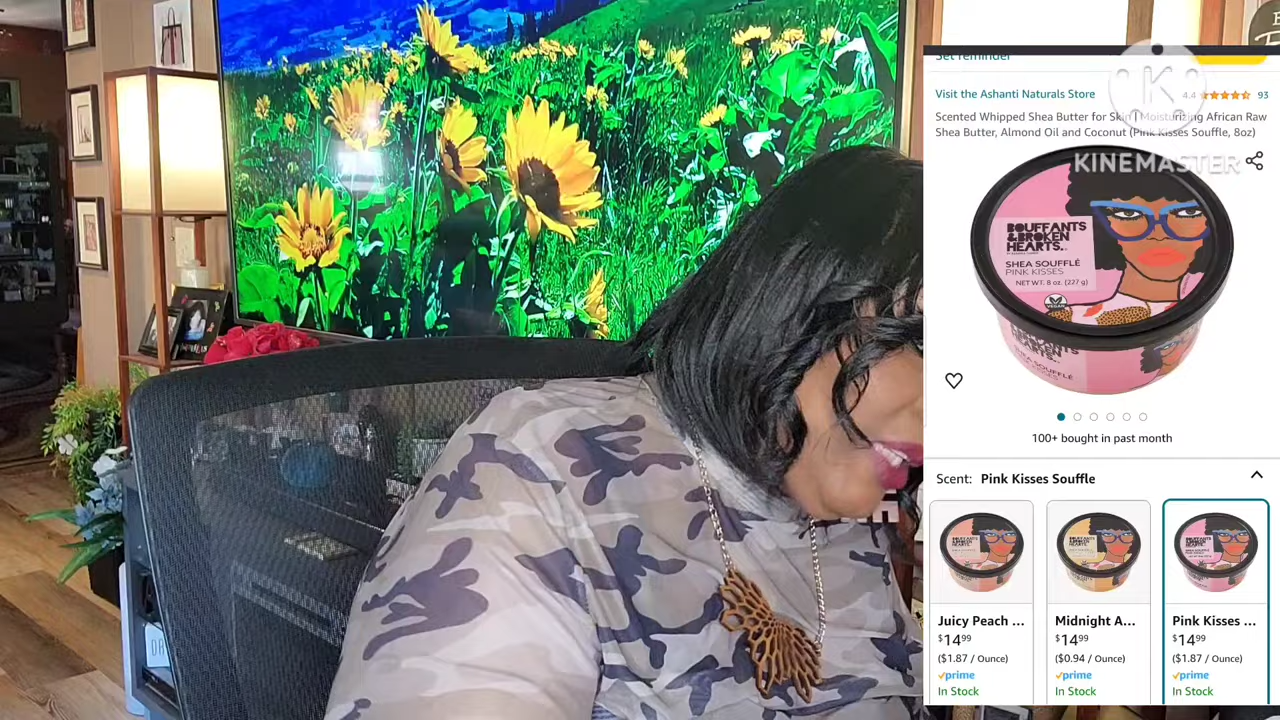 Set reminder
Visit the Ashanti Naturals Store
4.4 93
Scented Whipped Shea Butter for Skin | Moisturizing African Raw
Shea Butter, Almond Oil and Coconut (Pink Kisses Souffle, 8oz)
K
KINEMASTER
BOUFFANTS
& BROKEN
HEARTS.
SHEA SOUFFLÉ
PINK KISSES
NET WT. 8 oz. (227 g)
VEGAN
100+ bought in past month
Scent: Pink Kisses Souffle
Juicy Peach ...
$14.99
($1.87 / Ounce)
prime
In Stock
Midnight A...
$14.99
($0.94 / Ounce)
prime
In Stock
Pink Kisses ...
$14.99
($1.87 / Ounce)
prime
In Stock